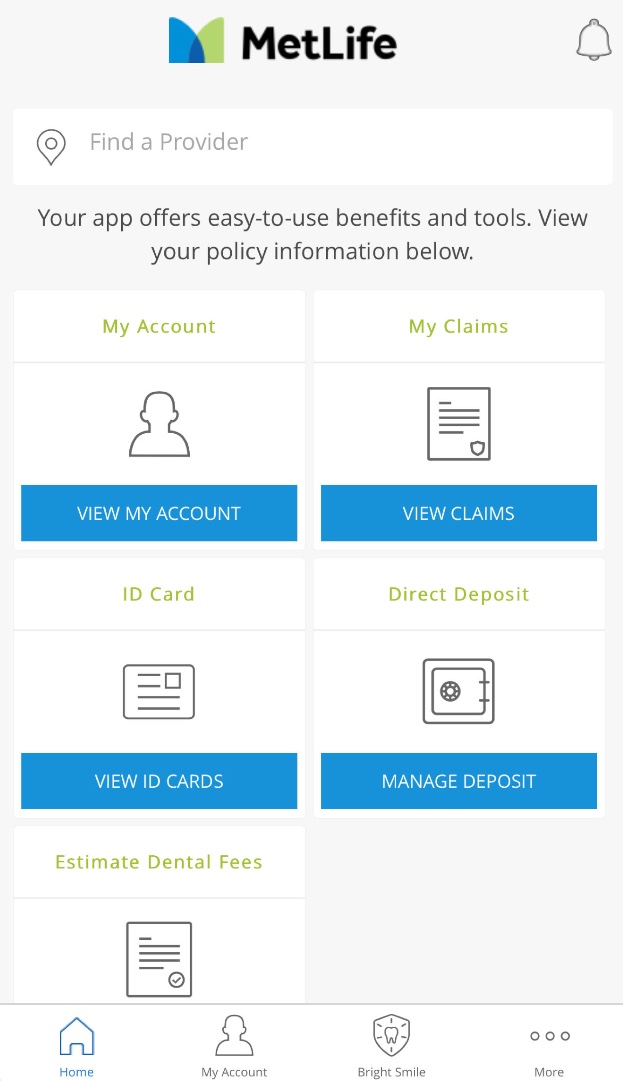 MetLife
Find a Provider
Your app offers easy-to-use benefits and tools. View
your policy information below.
My Account
My Claims
VIEW MY ACCOUNT
VIEW CLAIMS
ID Card
Direct Deposit
VIEW ID CARDS
MANAGE DEPOSIT
Estimate Dental Fees
Home
My Account
Bright Smile
More